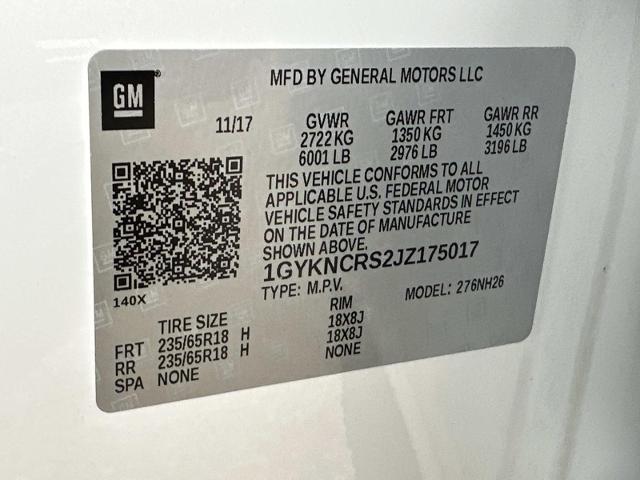 GM ®
MFD BY GENERAL MOTORS LLC
11/17
GVWR GAWR FRT GAWR RR
2722 KG 1350 KG 1450 KG
6001 LB 2976 LB 3196 LB
THIS VEHICLE CONFORMS TO ALL
APPLICABLE U.S. FEDERAL MOTOR
VEHICLE SAFETY STANDARDS IN EFFECT
ON THE DATE OF MANUFACTURE
SHOWN ABOVE.
1GYKNCRS2JZ175017
TYPE: M.P.V. MODEL: 276NH26
140X
TIRE SIZE RIM
FRT 235/65R18 H 18X8J
RR 235/65R18 H 18X8J
SPA NONE NONE